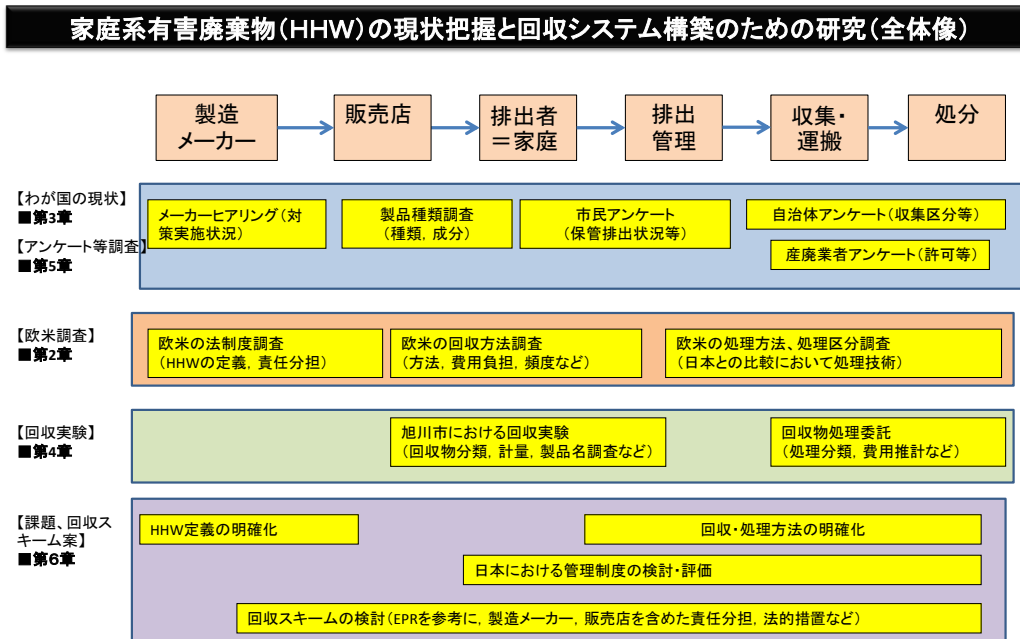 家庭系有害廃棄物(HHW)の現状把握と回収システム構築のための研究(全体像)
製造
メーカー
販売店
排出者
＝家庭
排出
管理
収集・
運搬
処分
【わが国の現状】
■第3章
【アンケート等調査】
■第5章
メーカーヒアリング(対
策実施状況)
製品種類調査
(種類, 成分)
市民アンケート
(保管排出状況等)
自治体アンケート(収集区分等)
産廃業者アンケート(許可等)
【欧米調査】
■第2章
欧米の法制度調査
(HHWの定義, 責任分担)
欧米の回収方法調査
(方法, 費用負担, 頻度など)
欧米の処理方法、処理区分調査
(日本との比較において処理技術)
【回収実験】
■第4章
旭川市における回収実験
(回収物分類, 計量, 製品名調査など)
回収物処理委託
(処理分類, 費用推計など)
【課題、回収ス
キーム案】
■第6章
HHW定義の明確化
回収・処理方法の明確化
日本における管理制度の検討・評価
回収スキームの検討(EPRを参考に, 製造メーカー, 販売店を含めた責任分担, 法的措置など)